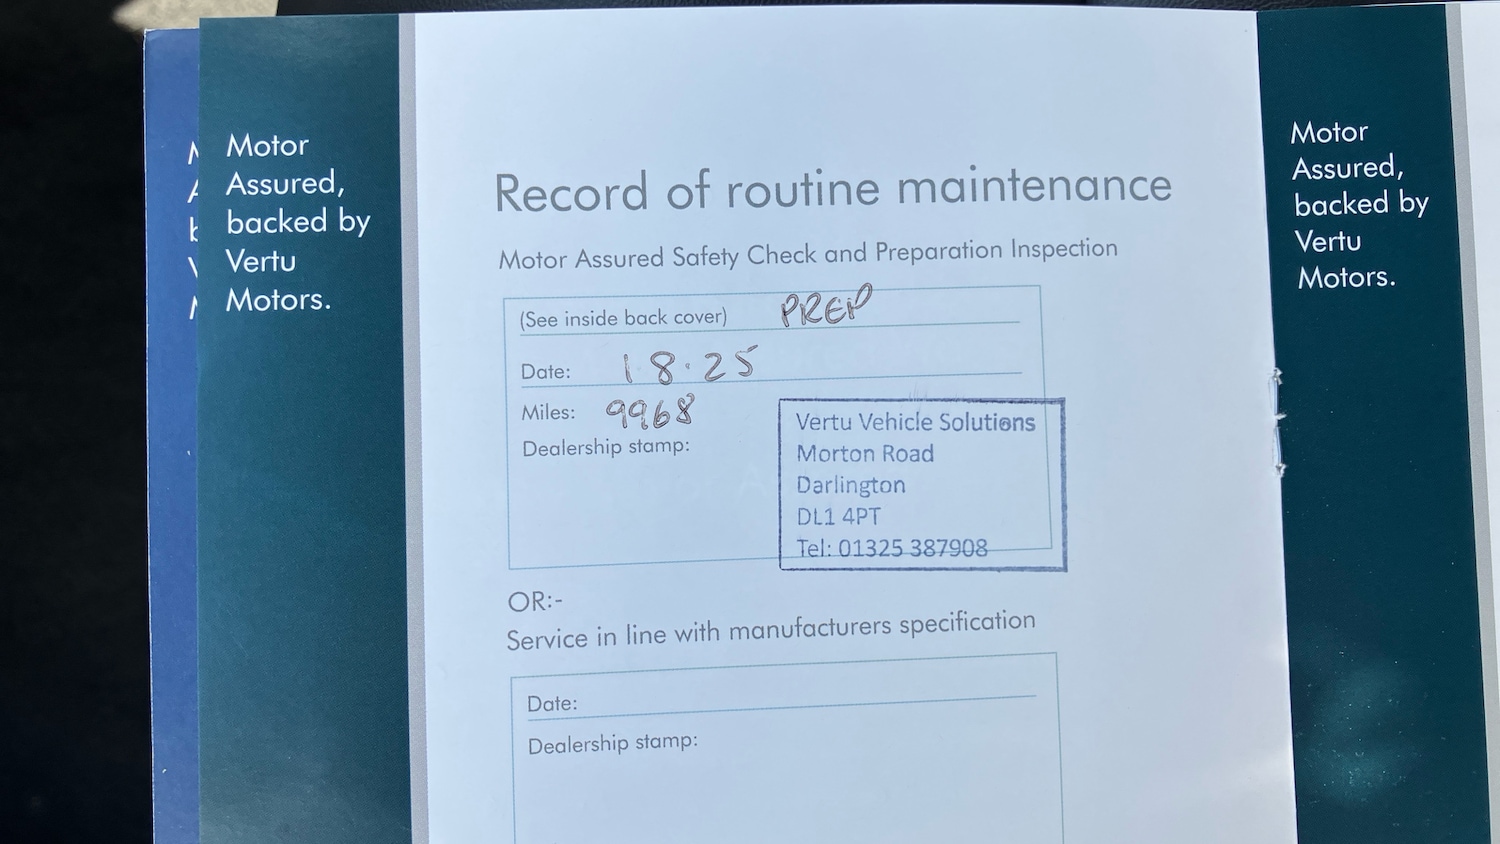 Motor
Assured,
backed by
Vertu
Motors.
Record of routine maintenance
Motor Assured Safety Check and Preparation Inspection
(See inside back cover) PREP
Date: 18.25
Miles: 9968
Dealership stamp:
Vertu Vehicle Solutions
Morton Road
Darlington
DL1 4PT
Tel: 01325 387908
OR:-
Service in line with manufacturers specification
Date:
Dealership stamp:
Motor
Assured,
backed by
Vertu
Motors.